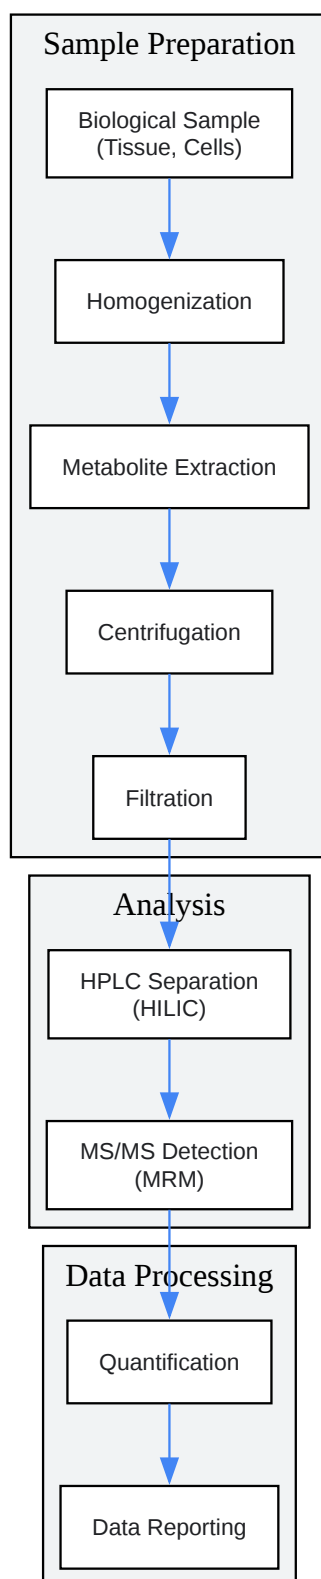 Sample Preparation
Biological Sample
(Tissue, Cells)
Homogenization
Metabolite Extraction
Centrifugation
Filtration
Analysis
HPLC Separation
(HILIC)
MS/MS Detection
(MRM)
Data Processing
Quantification
Data Reporting